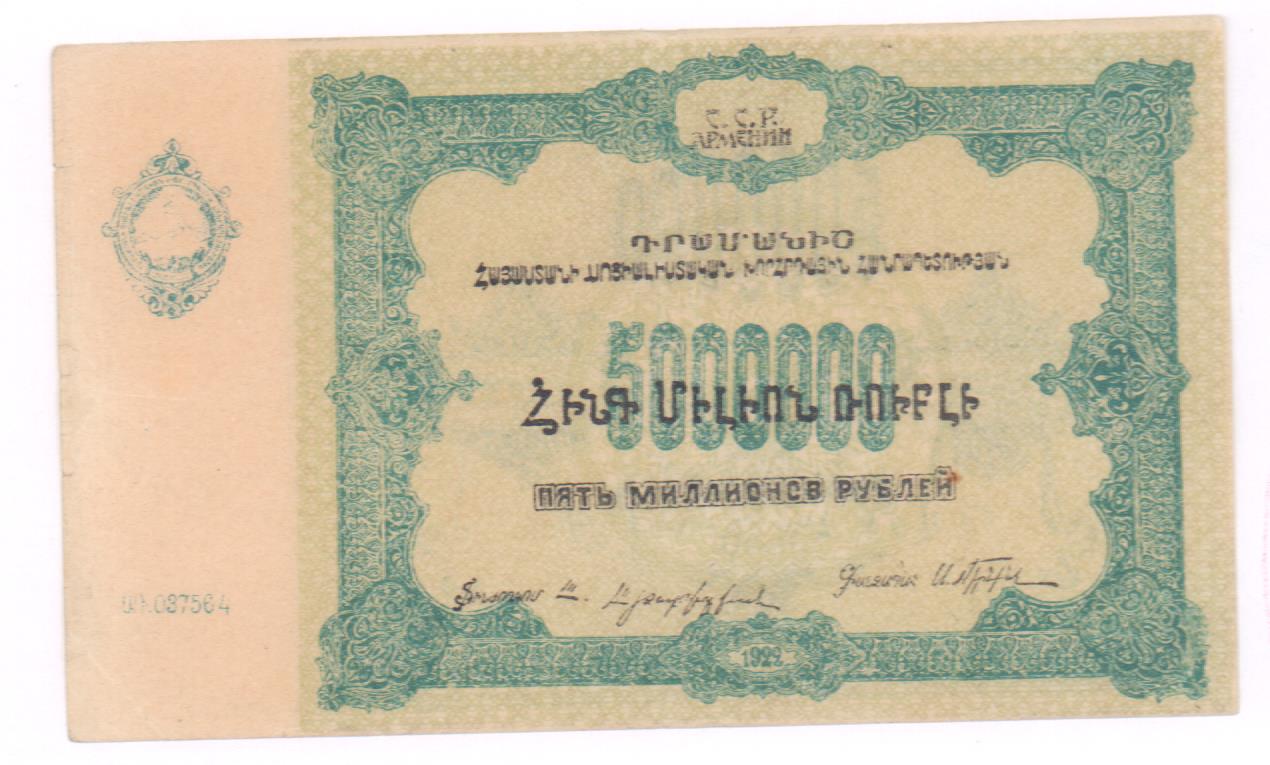 С. С. Р.
АРМЕНИИ
ԴՐԱՄԱՆԻՇ
ՀԱՅԱՍՏԱՆԻ ՍՈՑԻԱԼԻՍՏԱԿԱՆ ԽՈՐՀՐԴԱՅԻՆ ՀԱՆՐԱՊԵՏՈՒԹՅԱՆ
5000000
ՀԻՆԳ ՄԻԼԻՈՆ ՌՈՒԲԼԻ
ПЯТЬ МИЛЛИОНОВ РУБЛЕЙ
037564
1922